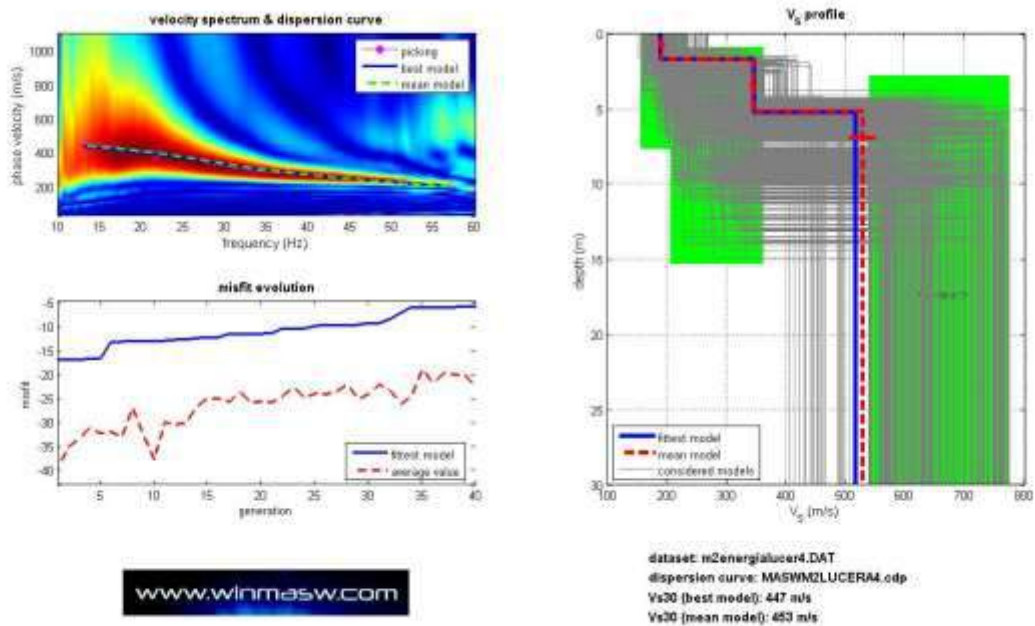 velocity spectrum & dispersion curve
1000
800
600
400
200
phase velocity (m/s)
picking
best model
mean model
10 15 20 25 30 35 40 45 50 55 60
frequency (Hz)
misfit evolution
-5
-10
-15
-20
-25
-30
-35
-40
misfit
fittest model
average value
5 10 15 20 25 30 35 40
generation
www.winmasw.com
VS profile
0
5
10
15
20
25
30
depth (m)
fittest model
mean model
considered models
100 200 300 400 500 600 700 800
VS (m/s)
dataset: m2energialucer4.DAT
dispersion curve: MASWM2LUCERA4.cdp
Vs30 (best model): 447 m/s
Vs30 (mean model): 453 m/s